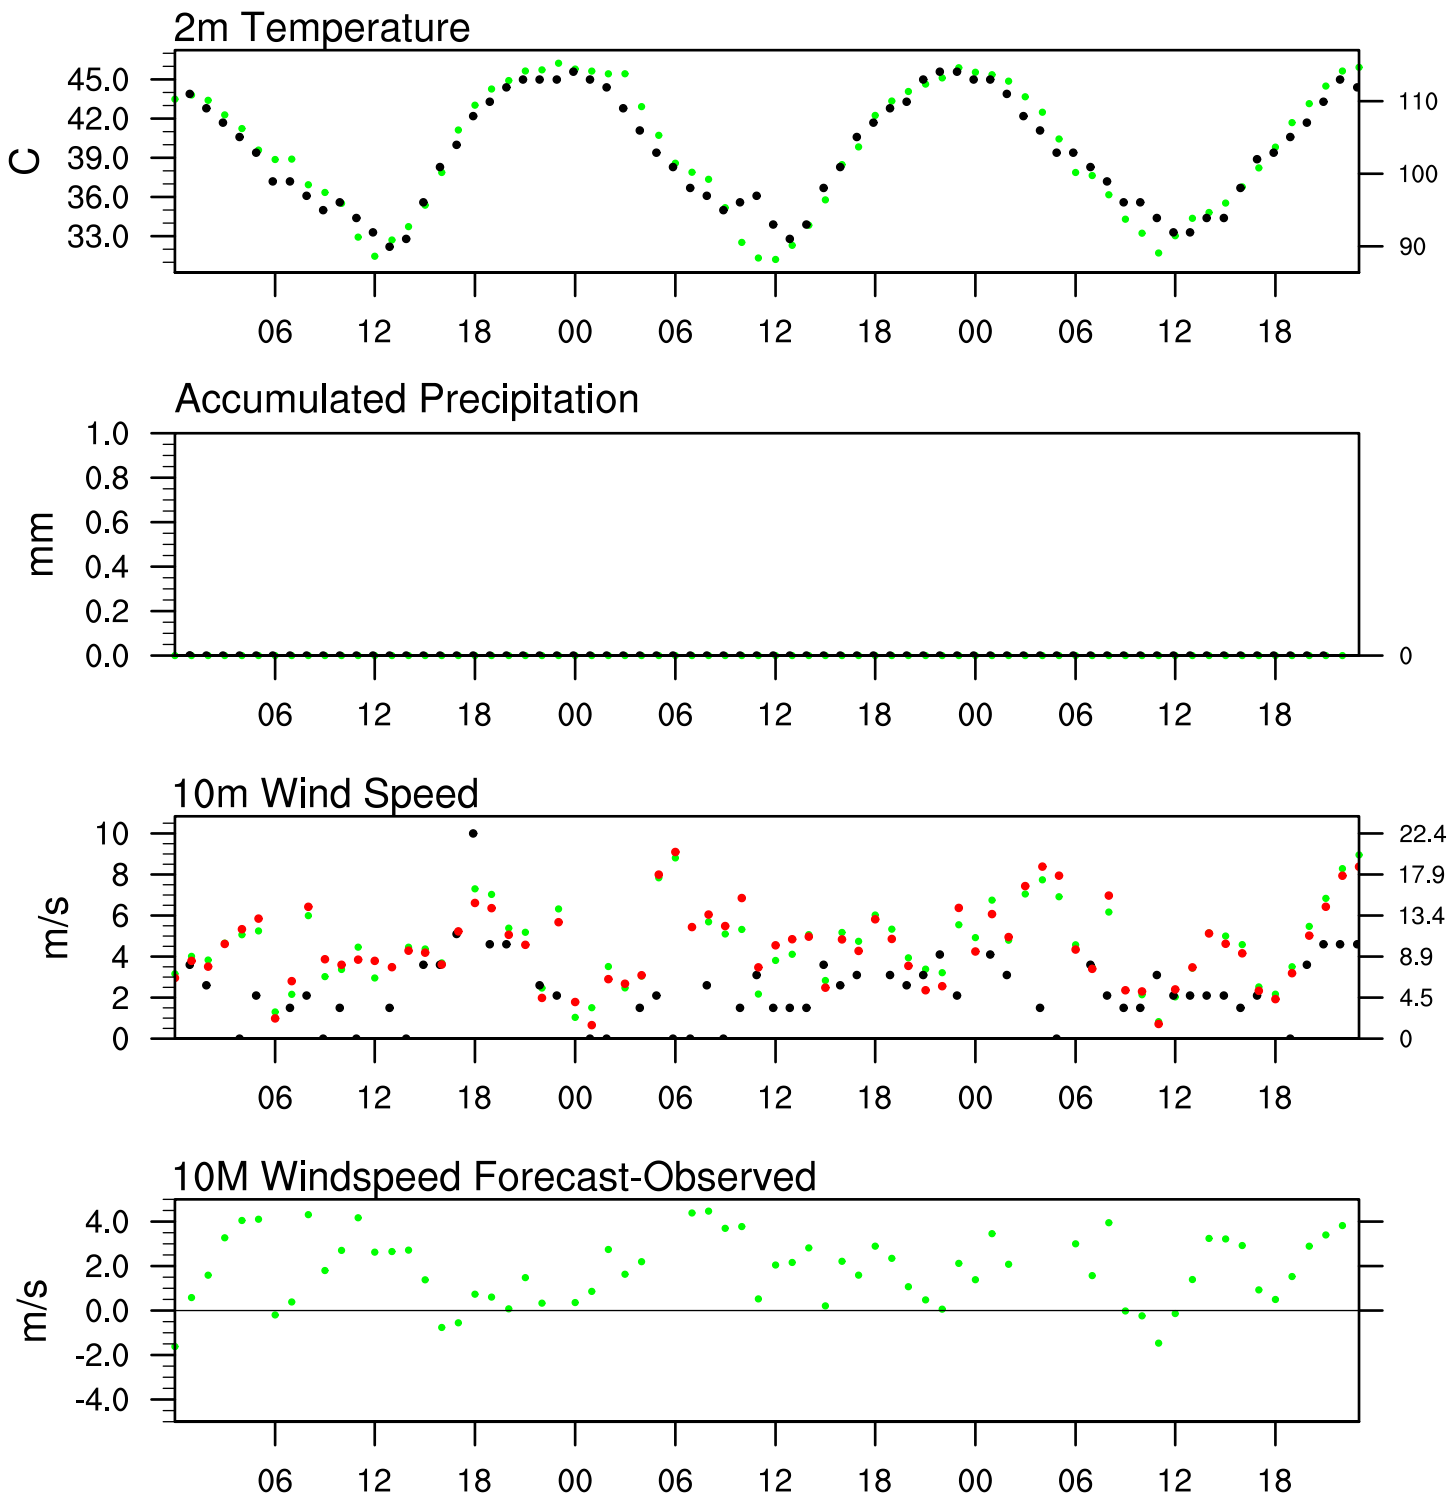 2m Temperature
C
45.0
42.0
39.0
36.0
33.0
110
100
90
06 12 18 00 06 12 18 00 06 12 18
Accumulated Precipitation
mm
1.0
0.8
0.6
0.4
0.2
0.0
0
06 12 18 00 06 12 18 00 06 12 18
10m Wind Speed
m/s
10
8
6
4
2
0
22.4
17.9
13.4
8.9
4.5
0
06 12 18 00 06 12 18 00 06 12 18
10M Windspeed Forecast-Observed
m/s
4.0
2.0
0.0
-2.0
-4.0
06 12 18 00 06 12 18 00 06 12 18